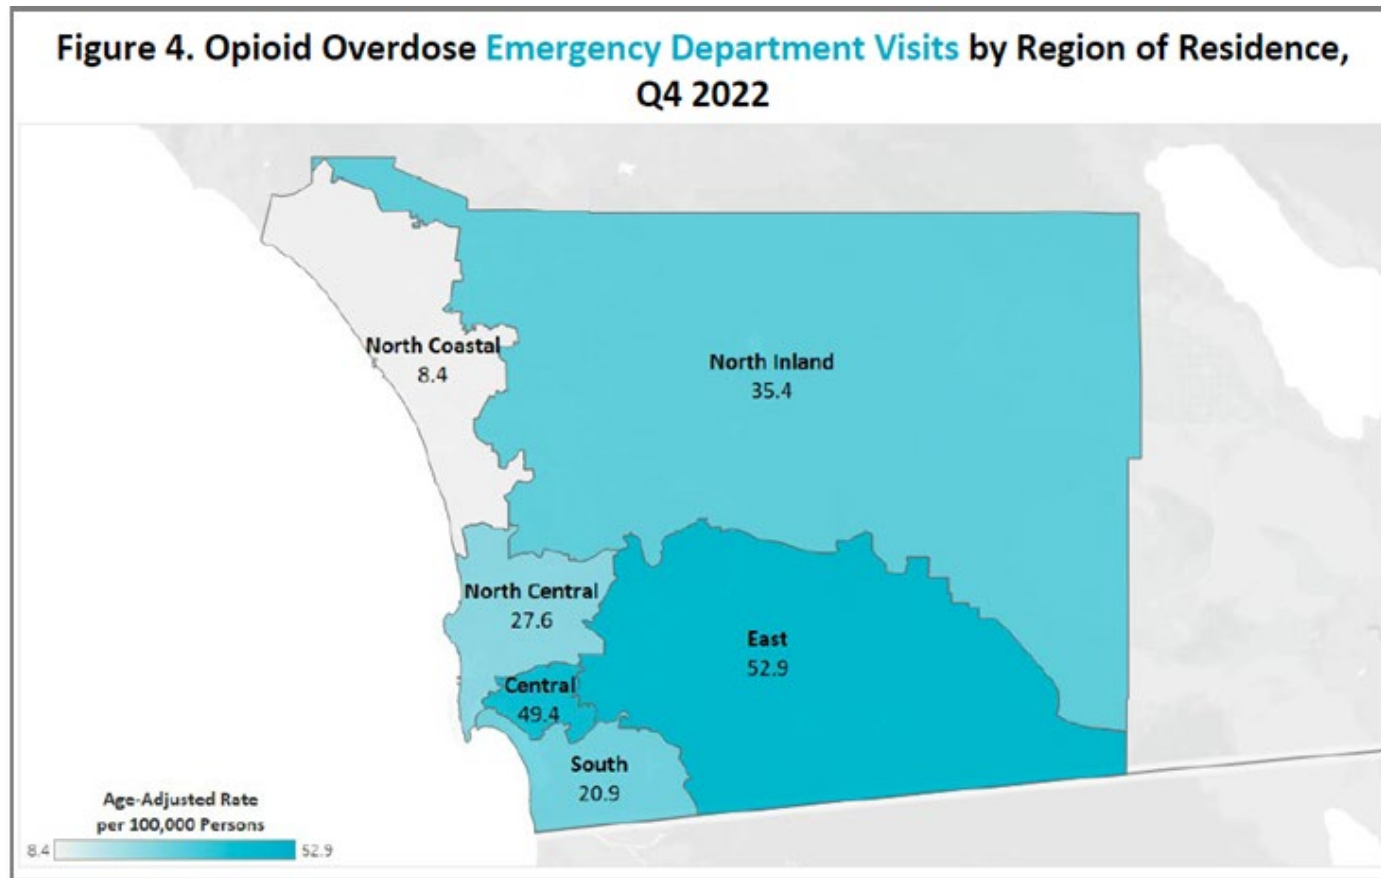 Figure 4. Opioid Overdose Emergency Department Visits by Region of Residence,
Q4 2022
North Coastal
8.4
North Inland
35.4
North Central
27.6
East
52.9
Central
49.4
South
20.9
Age-Adjusted Rate
per 100,000 Persons
8.4 52.9